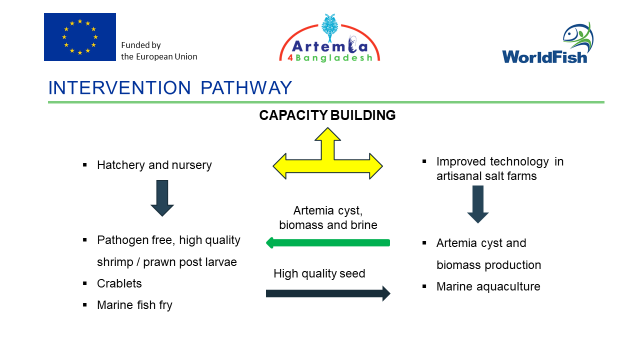 Funded by
the European Union
Artemia
4Bangladesh
WorldFish
INTERVENTION PATHWAY
CAPACITY BUILDING
▪ Hatchery and nursery
▪ Improved technology in
artisanal salt farms
Artemia cyst,
biomass and brine
▪ Pathogen free, high quality
shrimp / prawn post larvae
▪ Crablets
▪ Marine fish fry
High quality seed
▪ Artemia cyst and
biomass production
▪ Marine aquaculture